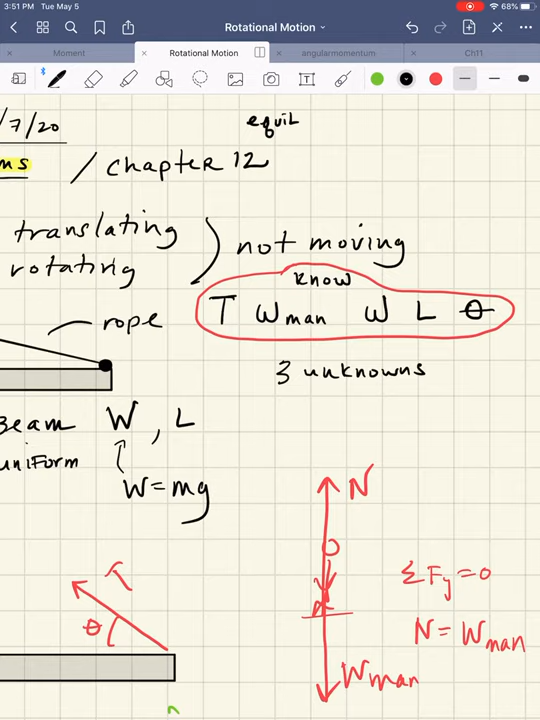 3:51 PM Tue May 5
68%
Rotational Motion
Moment
Rotational Motion
angularmomentum
Ch11
/7/20
equil
ms
/ chapter 12
translating
rotating
not moving
know
T Wman W L θ
rope
3 unknowns
Beam W, L
uniform
W=mg
N
T
θ
ΣFy=0
N=Wman
Wman